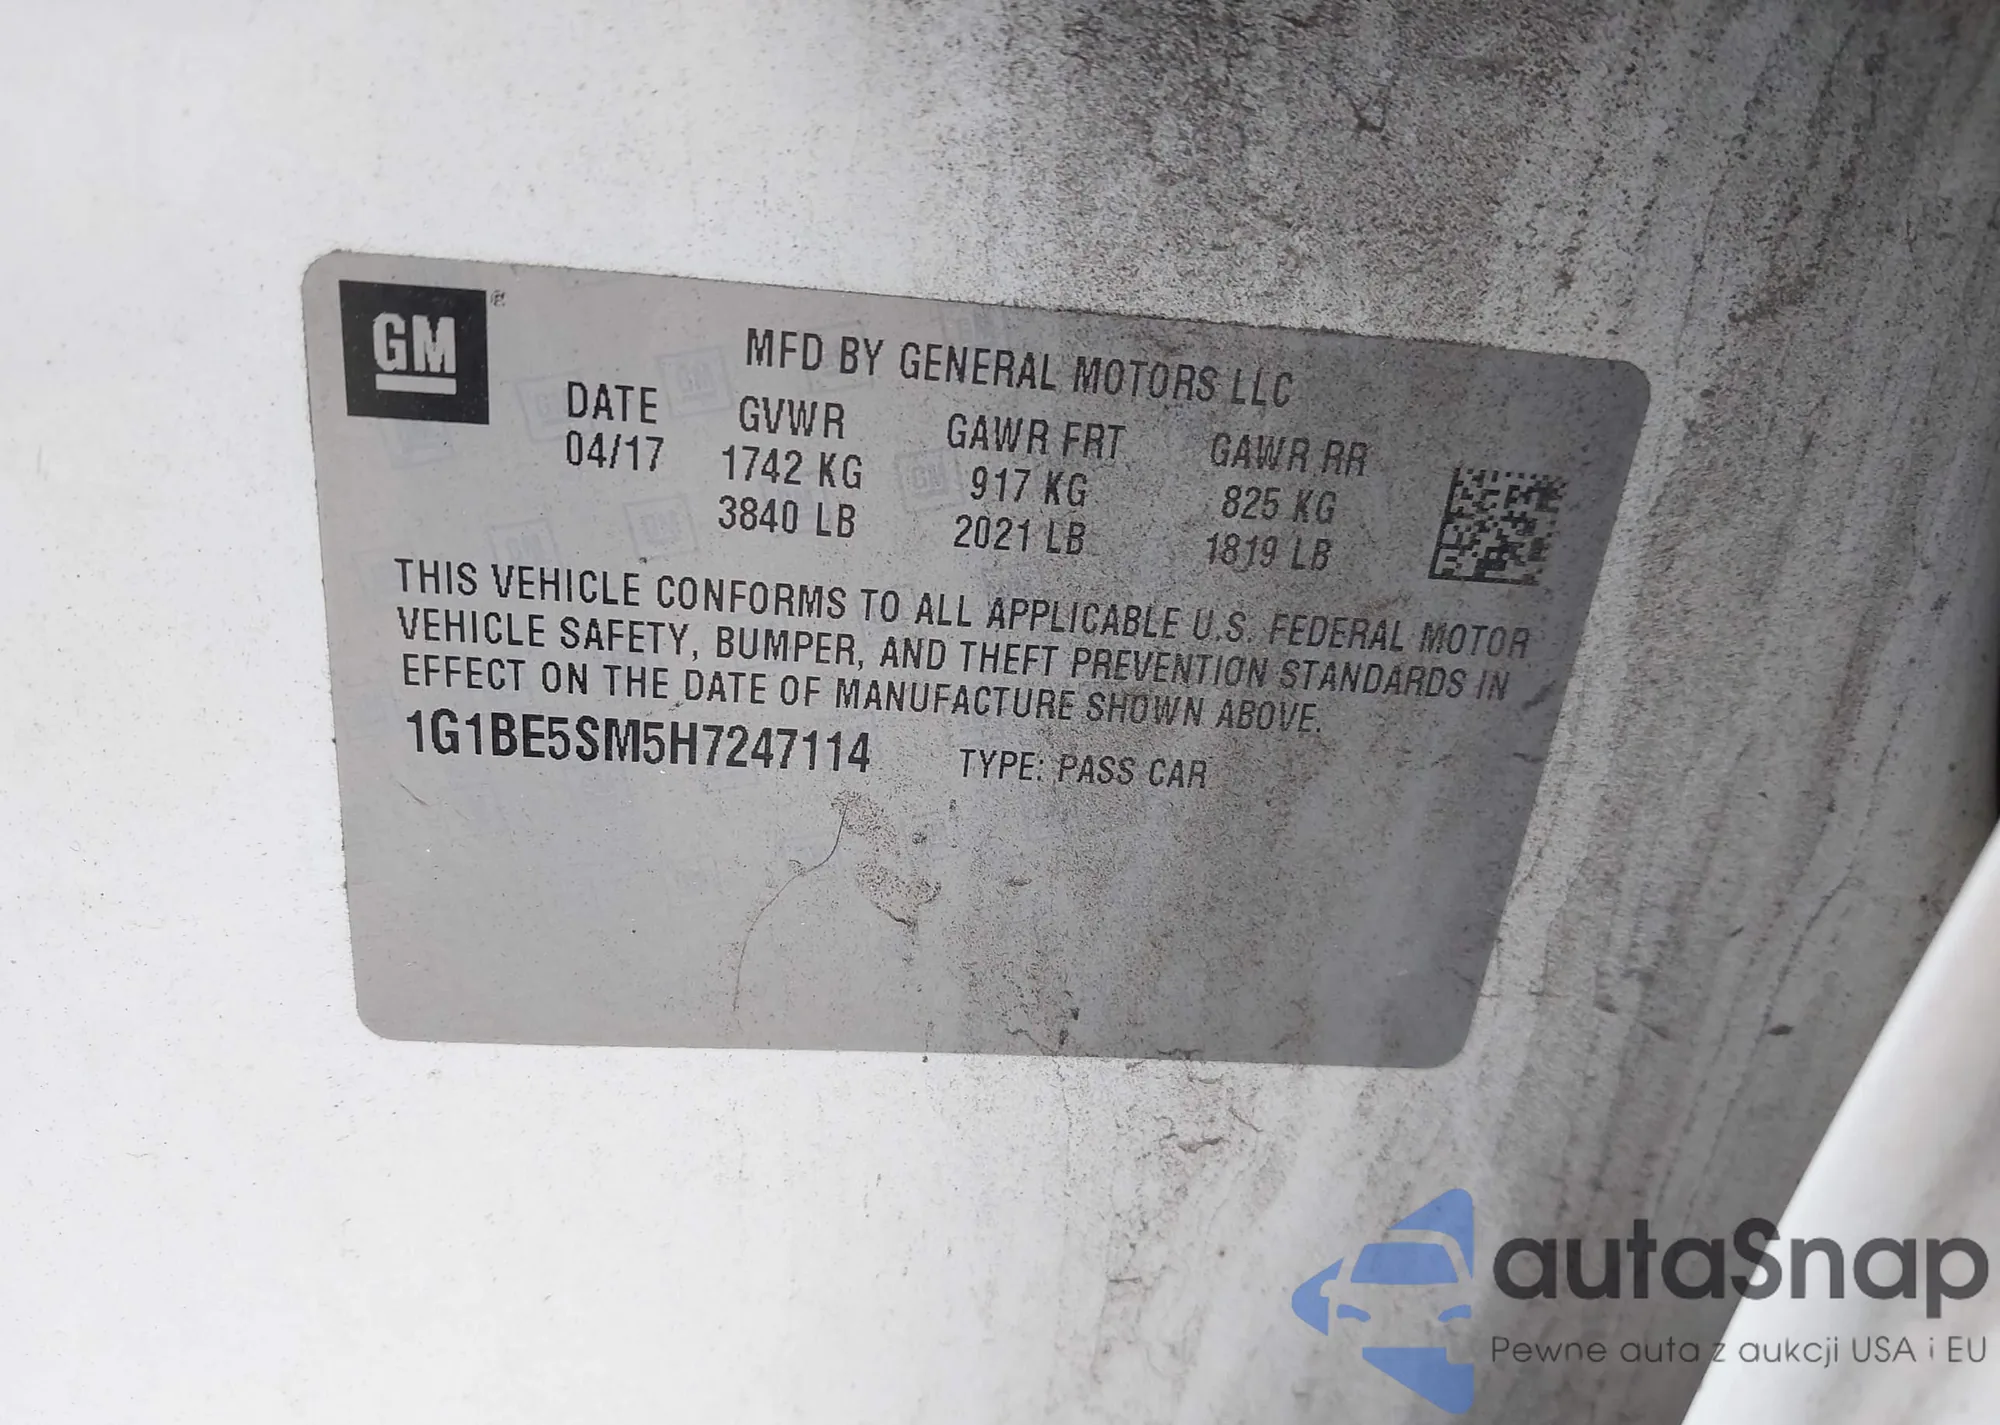 GM ®
MFD BY GENERAL MOTORS LLC
DATE GVWR GAWR FRT GAWR RR
04/17 1742 KG 917 KG 825 KG
3840 LB 2021 LB 1819 LB
THIS VEHICLE CONFORMS TO ALL APPLICABLE U.S. FEDERAL MOTOR
VEHICLE SAFETY, BUMPER, AND THEFT PREVENTION STANDARDS IN
EFFECT ON THE DATE OF MANUFACTURE SHOWN ABOVE.
1G1BE5SM5H7247114 TYPE: PASS CAR
autaSnap
Pewne auta z aukcji USA i EU